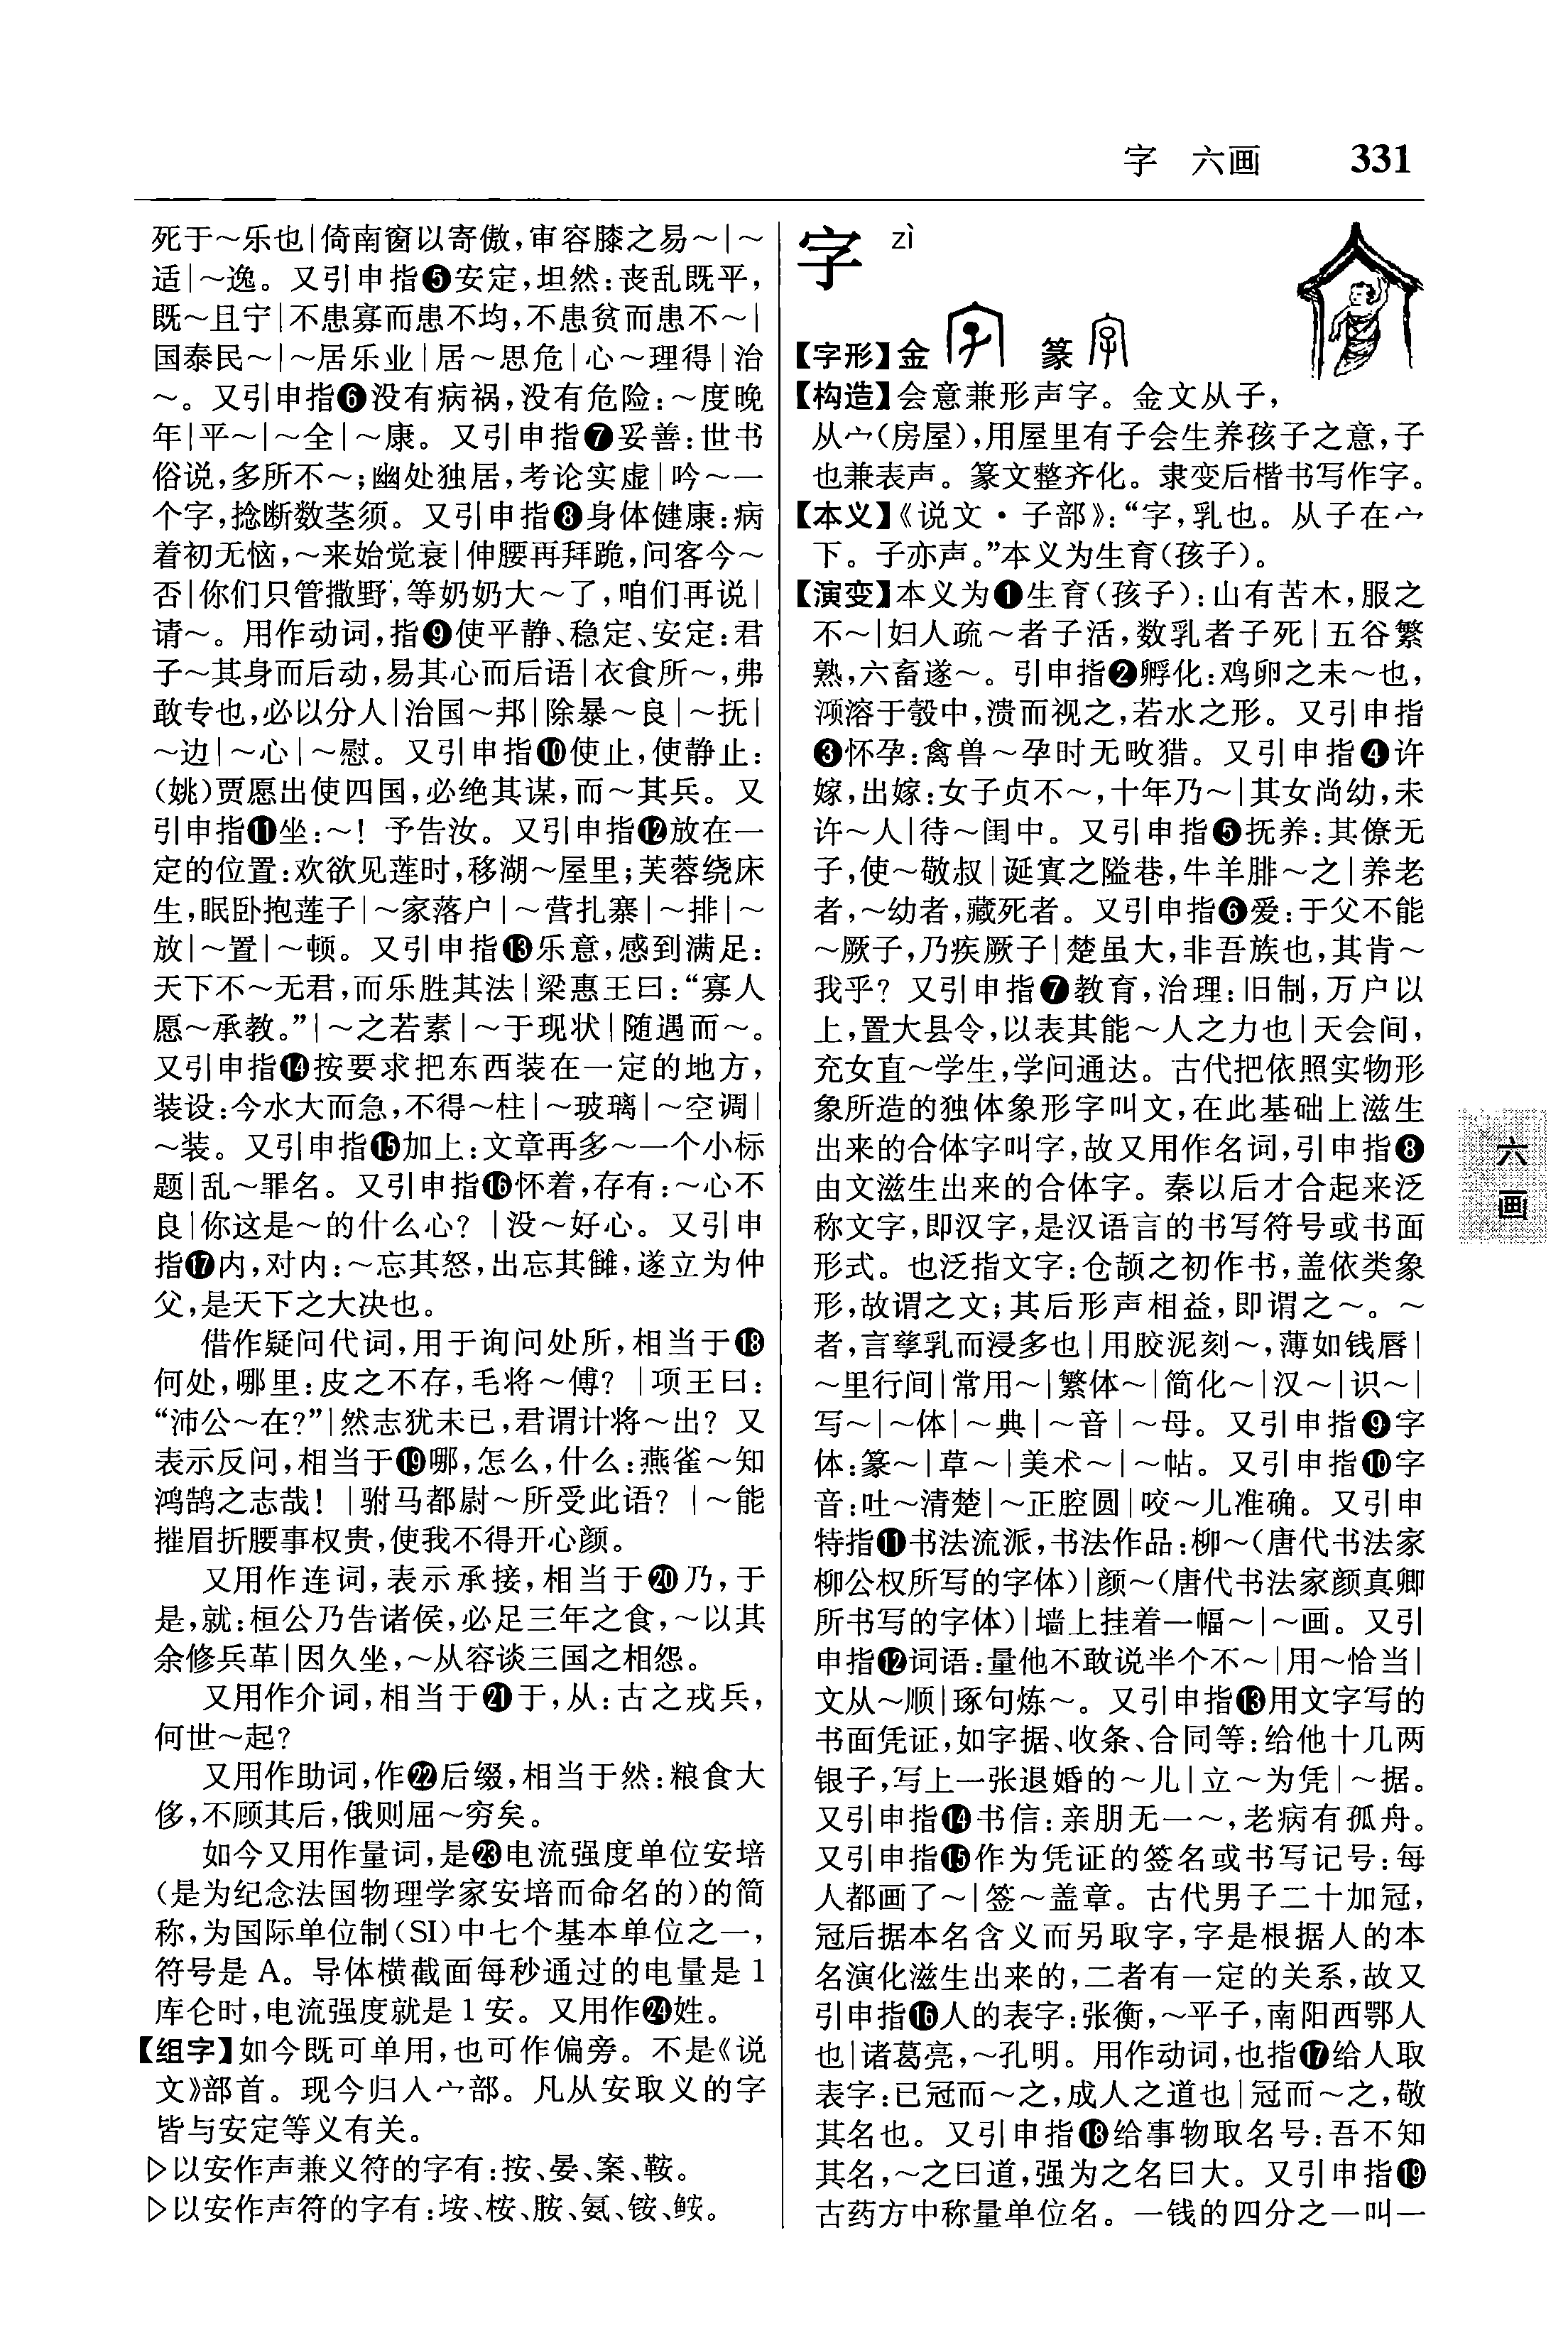 字　六画　331
死于～乐也|倚南窗以寄傲,审容膝之易～|～
适|～逸。又引申指❺安定,坦然:丧乱既平,
既～且宁|不患寡而患不均,不患贫而患不～|
国泰民～|～居乐业|居～思危|心～理得|治
～。又引申指❻没有病祸,没有危险:～度晚
年|平～|～全|～康。又引申指❼妥善:世书
俗说,多所不～;幽处独居,考论实虚|吟～一
个字,捻断数茎须。又引申指❽身体健康:病
着初无恼,～来始觉衰|伸腰再拜跪,问客今～
否|你们只管撒野,等奶奶大～了,咱们再说|
请～。用作动词,指❾使平静、稳定、安定:君
子～其身而后动,易其心而后语|衣食所～,弗
敢专也,必以分人|治国～邦|除暴～良|～抚|
～边|～心|～慰。又引申指❿使止,使静止:
(姚)贾愿出使四国,必绝其谋,而～其兵。又
引申指⓫坐:～!予告汝。又引申指⓬放在一
定的位置:欢欲见莲时,移湖～屋里;芙蓉绕床
生,眠卧抱莲子|～家落户|～营扎寨|～排|～
放|～置|～顿。又引申指⓭乐意,感到满足:
天下不～无君,而乐胜其法|梁惠王曰:“寡人
愿～承教。”|～之若素|～于现状|随遇而～。
又引申指⓮按要求把东西装在一定的地方,
装设:今水大而急,不得～柱|～玻璃|～空调|
～装。又引申指⓯加上:文章再多～一个小标
题|乱～罪名。又引申指⓰怀着,存有:～心不
良|你这是～的什么心?|没～好心。又引申
指⓱内,对内:～忘其怒,出忘其雠,遂立为仲
父,是天下之大决也。
借作疑问代词,用于询问处所,相当于⓲
何处,哪里:皮之不存,毛将～傅?|项王曰:
“沛公～在?”|然志犹未已,君谓计将～出?又
表示反问,相当于⓳哪,怎么,什么:燕雀～知
鸿鹄之志哉!|驸马都尉～所受此语?|～能
摧眉折腰事权贵,使我不得开心颜。
又用作连词,表示承接,相当于⓴乃,于
是,就:桓公乃告诸侯,必足三年之食,～以其
余修兵革|因久坐,～从容谈三国之相怨。
又用作介词,相当于㉑于,从:古之戎兵,
何世～起?
又用作助词,作㉒后缀,相当于然:粮食大
侈,不顾其后,俄则屈～穷矣。
如今又用作量词,是㉓电流强度单位安培
(是为纪念法国物理学家安培而命名的)的简
称,为国际单位制(SI)中七个基本单位之一,
符号是 A。导体横截面每秒通过的电量是 1
库仑时,电流强度就是 1 安。又用作㉔姓。
【组字】如今既可单用,也可作偏旁。不是《说
文》部首。现今归入宀部。凡从安取义的字
皆与安定等义有关。
▷以安作声兼义符的字有:按、晏、案、鞍。
▷以安作声符的字有:垵、桉、胺、氨、铵、鮟。
字 zì
【字形】金 篆
【构造】会意兼形声字。金文从子,
从宀(房屋),用屋里有子会生养孩子之意,子
也兼表声。篆文整齐化。隶变后楷书写作字。
【本义】《说文·子部》:“字,乳也。从子在宀
下。子亦声。”本义为生育(孩子)。
【演变】本义为❶生育(孩子):山有苦木,服之
不～|妇人疏～者子活,数乳者子死|五谷繁
熟,六畜遂～。引申指❷孵化:鸡卵之未～也,
澒溶于彀中,溃而视之,若水之形。又引申指
❸怀孕:禽兽～孕时无畋猎。又引申指❹许
嫁,出嫁:女子贞不～,十年乃～|其女尚幼,未
许～人|待～闺中。又引申指❺抚养:其僚无
子,使～敬叔|诞寘之隘巷,牛羊腓～之|养老
者,～幼者,藏死者。又引申指❻爱:于父不能
～厥子,乃疾厥子|楚虽大,非吾族也,其肯～
我乎?又引申指❼教育,治理:旧制,万户以
上,置大县令,以表其能～人之力也|天会间,
充女直～学生,学问通达。古代把依照实物形
象所造的独体象形字叫文,在此基础上滋生
出来的合体字叫字,故又用作名词,引申指❽
由文滋生出来的合体字。秦以后才合起来泛
称文字,即汉字,是汉语言的书写符号或书面
形式。也泛指文字:仓颉之初作书,盖依类象
形,故谓之文;其后形声相益,即谓之～。～
者,言孳乳而浸多也|用胶泥刻～,薄如钱唇|
～里行间|常用～|繁体～|简化～|汉～|识～|
写～|～体|～典|～音|～母。又引申指❾字
体:篆～|草～|美术～|～帖。又引申指❿字
音:吐～清楚|～正腔圆|咬～儿准确。又引申
特指⓫书法流派,书法作品:柳～(唐代书法家
柳公权所写的字体)|颜～(唐代书法家颜真卿
所书写的字体)|墙上挂着一幅～|～画。又引
申指⓬词语:量他不敢说半个不～|用～恰当|
文从～顺|琢句炼～。又引申指⓭用文字写的
书面凭证,如字据、收条、合同等:给他十几两
银子,写上一张退婚的～儿|立～为凭|～据。
又引申指⓮书信:亲朋无一～,老病有孤舟。
又引申指⓯作为凭证的签名或书写记号:每
人都画了～|签～盖章。古代男子二十加冠,
冠后据本名含义而另取字,字是根据人的本
名演化滋生出来的,二者有一定的关系,故又
引申指⓰人的表字:张衡,～平子,南阳西鄂人
也|诸葛亮,～孔明。用作动词,也指⓱给人取
表字:已冠而～之,成人之道也|冠而～之,敬
其名也。又引申指⓲给事物取名号:吾不知
其名,～之曰道,强为之名曰大。又引申指⓳
古药方中称量单位名。一钱的四分之一叫一
六
画